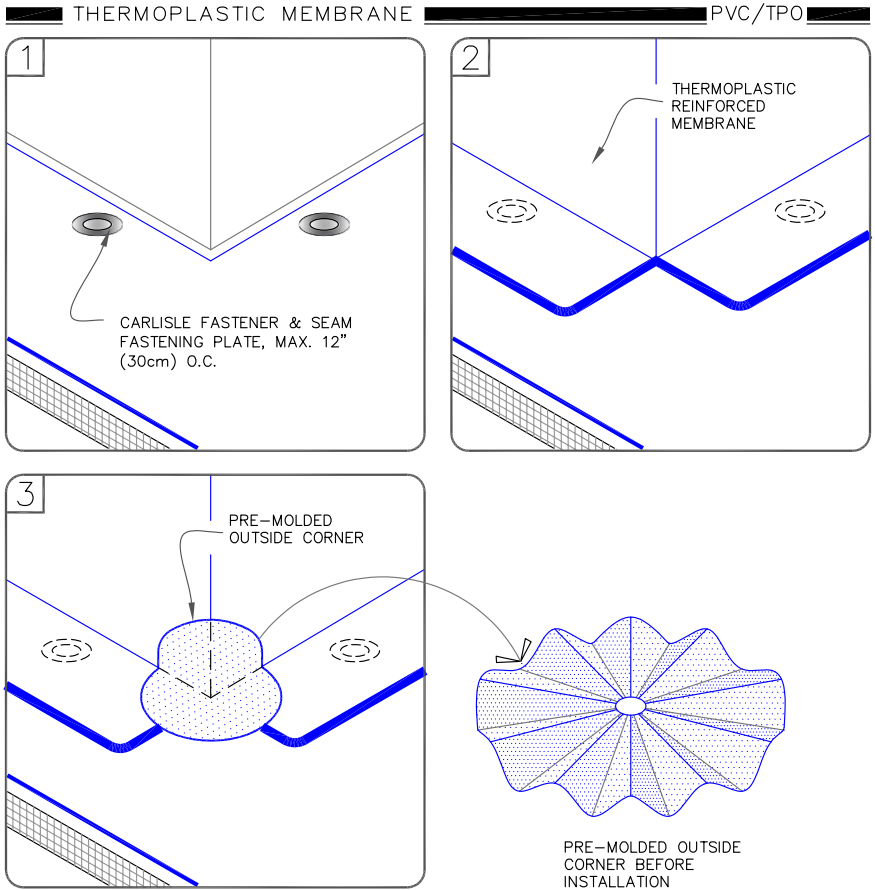 THERMOPLASTIC MEMBRANE
PVC/TPO
1
CARLISLE FASTENER & SEAM
FASTENING PLATE, MAX. 12”
(30cm) O.C.
2
THERMOPLASTIC
REINFORCED
MEMBRANE
3
PRE–MOLDED
OUTSIDE CORNER
PRE–MOLDED OUTSIDE
CORNER BEFORE
INSTALLATION